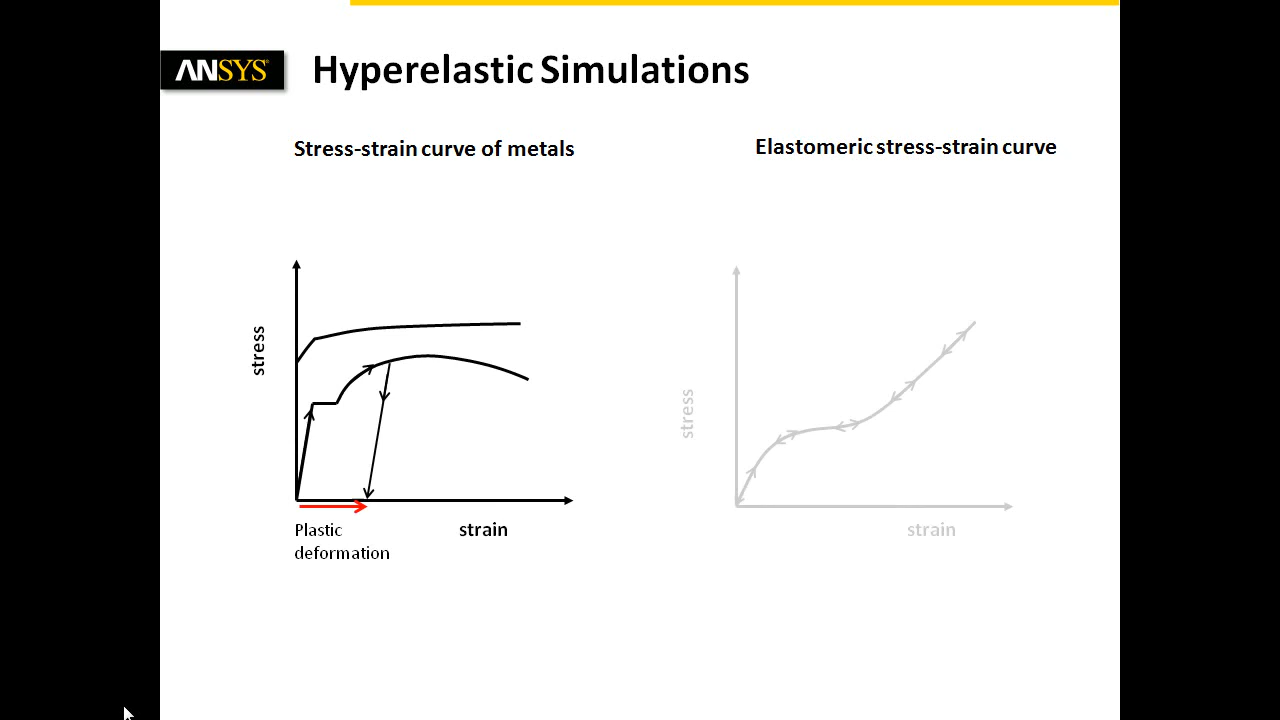 ANSYS
Hyperelastic Simulations
Stress-strain curve of metals
Elastomeric stress-strain curve
stress
Plastic
deformation
strain
stress
strain